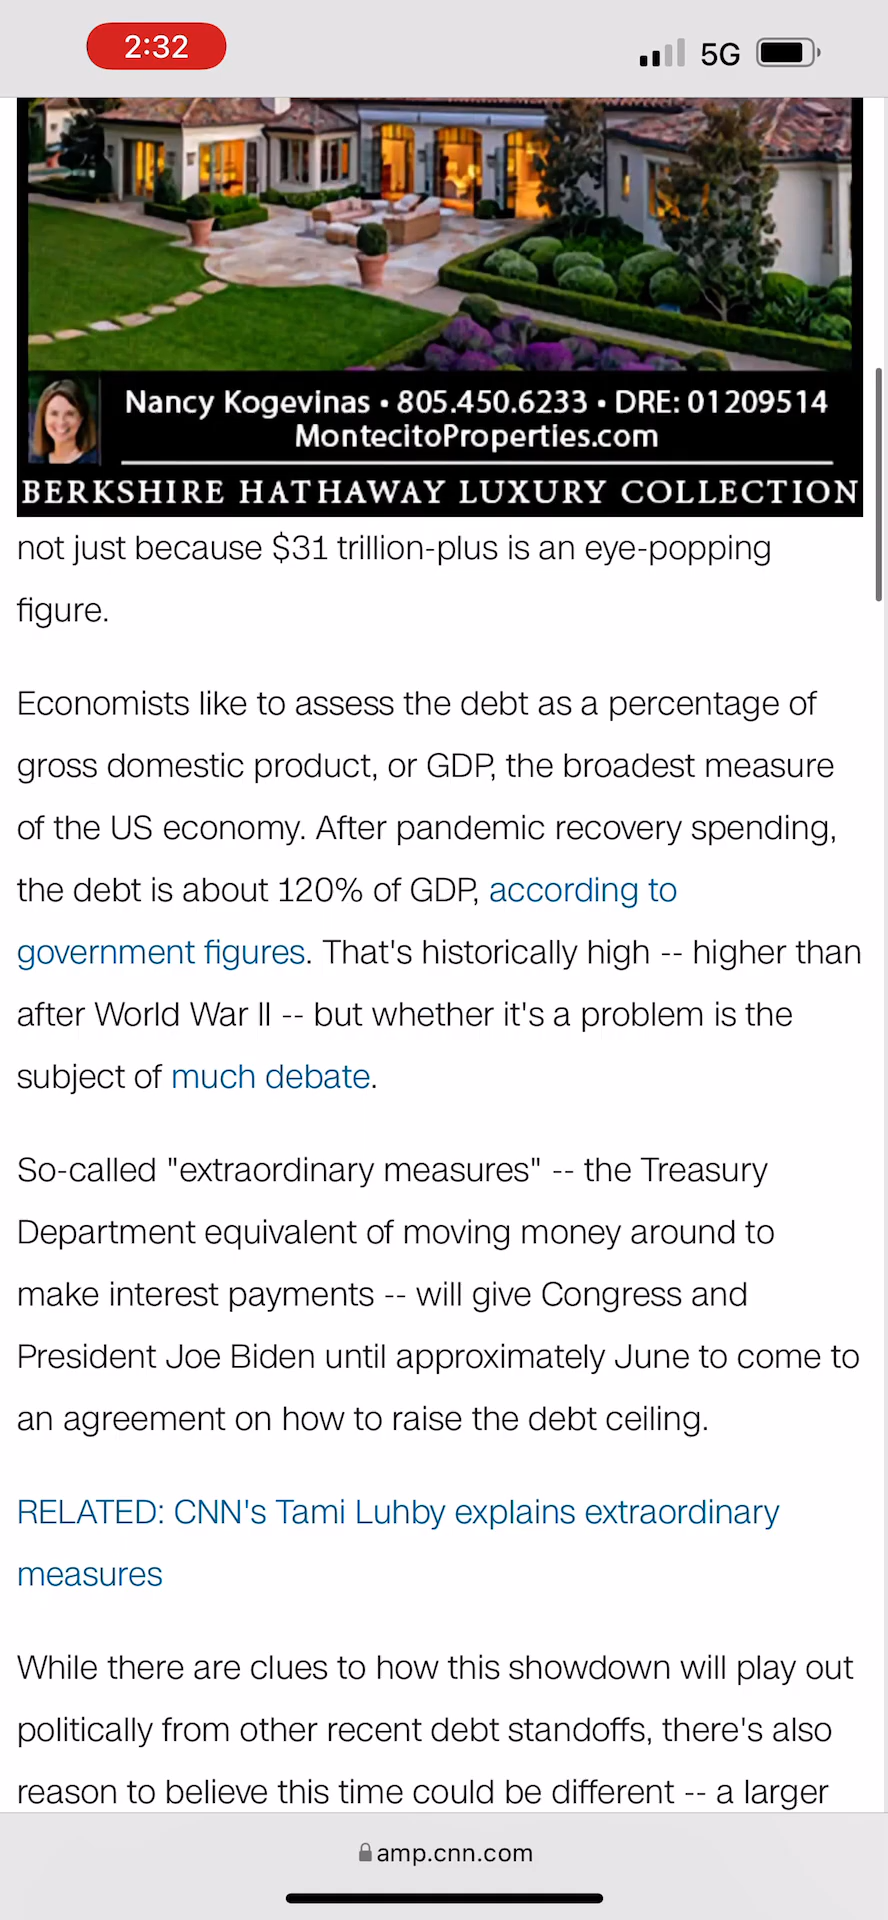 2:32
5G
Nancy Kogevinas • 805.450.6233 • DRE: 01209514
MontecitoProperties.com
BERKSHIRE HATHAWAY LUXURY COLLECTION
not just because $31 trillion-plus is an eye-popping
figure.
Economists like to assess the debt as a percentage of
gross domestic product, or GDP, the broadest measure
of the US economy. After pandemic recovery spending,
the debt is about 120% of GDP, according to
government figures. That's historically high -- higher than
after World War II -- but whether it's a problem is the
subject of much debate.
So-called "extraordinary measures" -- the Treasury
Department equivalent of moving money around to
make interest payments -- will give Congress and
President Joe Biden until approximately June to come to
an agreement on how to raise the debt ceiling.
RELATED: CNN's Tami Luhby explains extraordinary
measures
While there are clues to how this showdown will play out
politically from other recent debt standoffs, there's also
reason to believe this time could be different -- a larger
amp.cnn.com